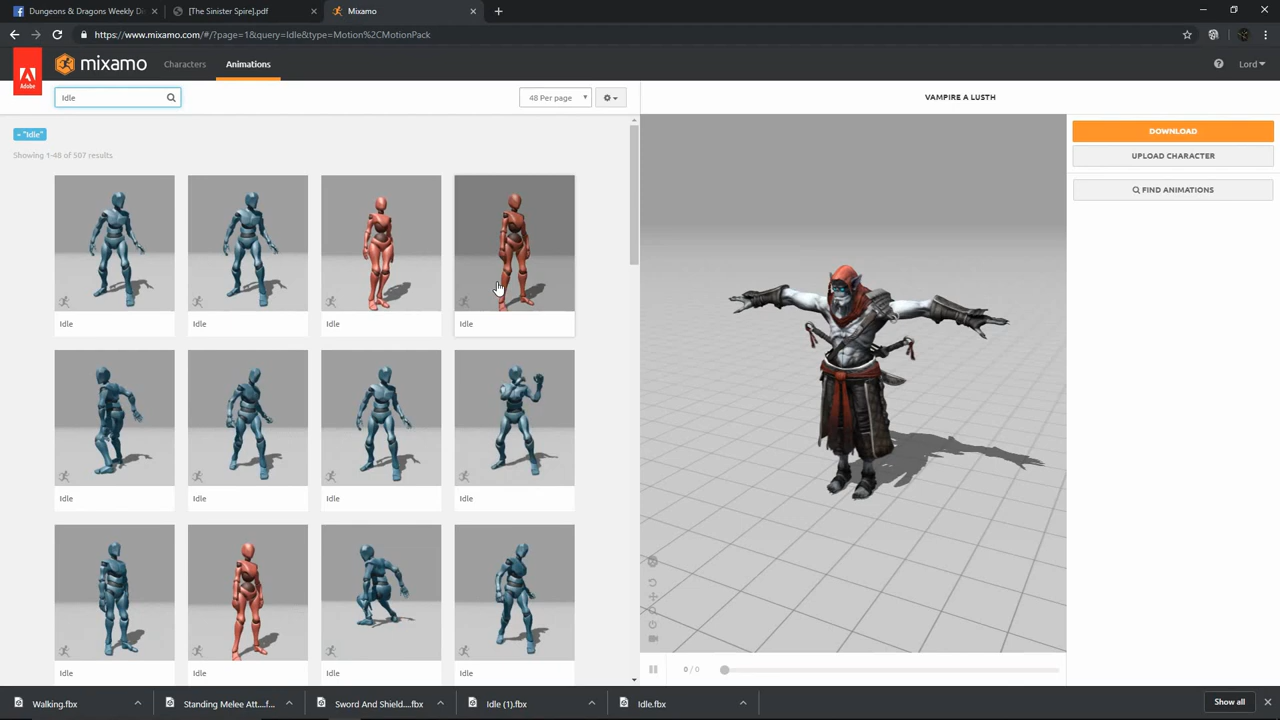 Dungeons & Dragons Weekly Di
[The Sinister Spire].pdf
Mixamo
https://www.mixamo.com/#/?page=1&query=Idle&type=Motion%2CMotionPack
Adobe
mixamo
Characters
Animations
Lord
Idle
48 Per page
VAMPIRE A LUSTH
- "Idle"
Showing 1-48 of 507 results.
DOWNLOAD
UPLOAD CHARACTER
FIND ANIMATIONS
Idle
Idle
Idle
Idle
Idle
Idle
Idle
Idle
Idle
Idle
Idle
Idle
0 / 0
Walking.fbx
Standing Melee Att....f...
Sword And Shield....fbx
Idle (1).fbx
Idle.fbx
Show all